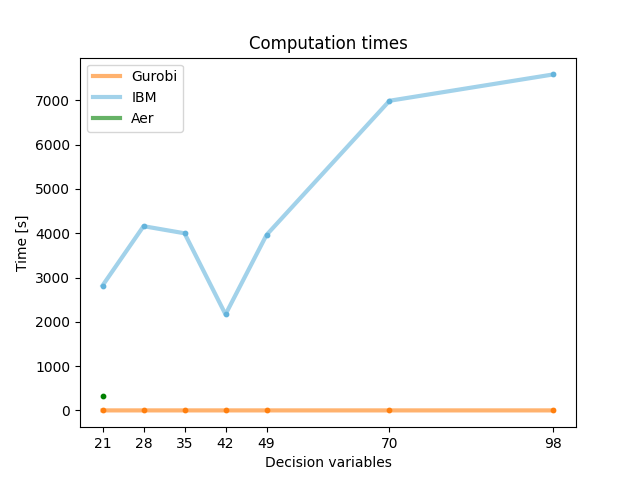 Computation times
Gurobi
IBM
Aer
7000
6000
5000
4000
3000
2000
1000
0
Time [s]
21 28 35 42 49 70 98
Decision variables